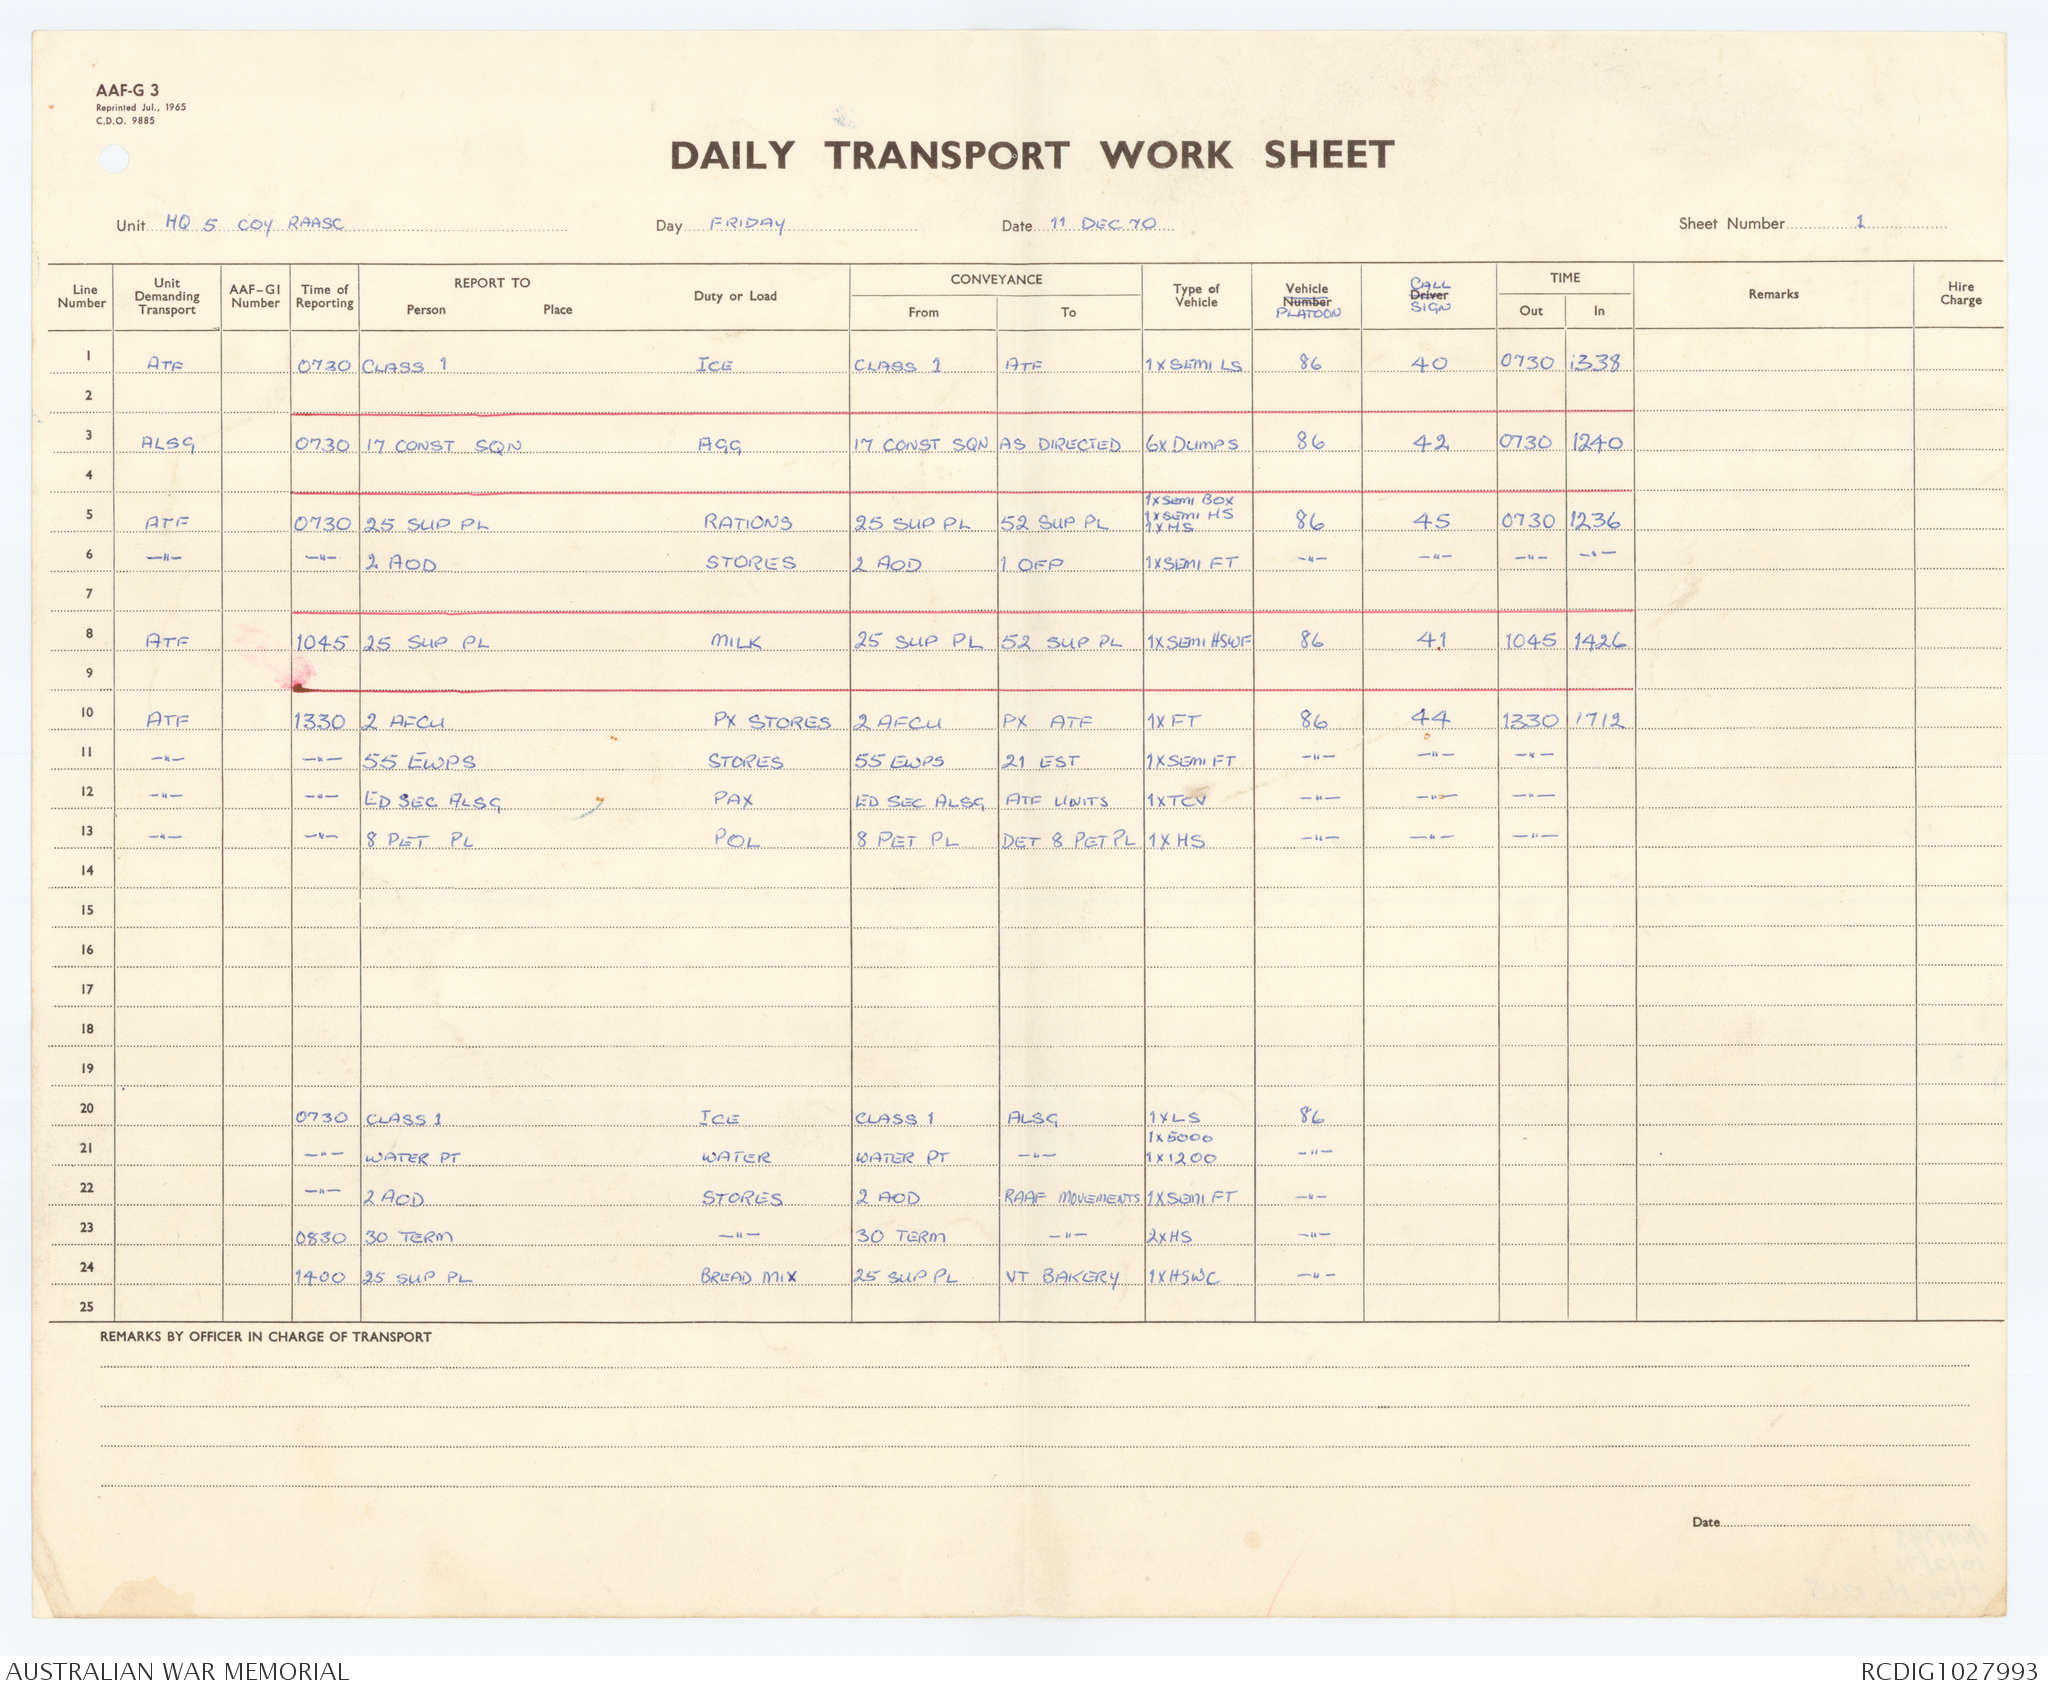 AAF-G 3
Reprinted Jul., 1965
C.D.O. 9885
DAILY TRANSPORT WORK SHEET
Unit HQ 5 COY RAASC Day FRIDAY Date 11 DEC 70 Sheet Number 1
Line Number Unit Demanding Transport AAF-G1 Number Time of Reporting REPORT TO Person Place Duty or Load CONVEYANCE From To Type of Vehicle Vehicle Number PLATOON CALL Driver SIGN TIME Out In Remarks Hire Charge
1 ATF 0730 CLASS 1 ICE CLASS 1 ATF 1 x SEMI LS 86 40 0730 1338
2
3 ALSG 0730 17 CONST SQN AGG 17 CONST SQN AS DIRECTED 6x DUMPS 86 42 0730 1240
4
5 ATF 0730 25 SUP PL RATIONS 25 SUP PL 52 SUP PL 1x SEMI BOX 1x SEMI HS 1x HS 86 45 0730 1236
6 —"— —"— 2 AOD STORES 2 AOD 1 OFP 1x SEMI FT —"— —"— —"— —"—
7
8 ATF 1045 25 SUP PL MILK 25 SUP PL 52 SUP PL 1x SEMI HSWF 86 41 1045 1426
9
10 ATF 1330 2 AFCU PX STORES 2 AFCU PX ATF 1x FT 86 44 1330 1712
11 —"— —"— 55 EWPS STORES 55 EWPS 21 EST 1x SEMI FT —"— —"— —"—
12 —"— —"— ED SEC ALSG PAX ED SEC ALSG ATF UNITS 1x TCV —"— —"— —"—
13 —"— —"— 8 PET PL POL 8 PET PL DET 8 PET PL 1x HS —"— —"— —"—
14
15
16
17
18
19
20 0730 CLASS 1 ICE CLASS 1 ALSG 1x LS 86
21 —"— WATER PT WATER WATER PT —"— 1x 5000 1x 1200 —"—
22 —"— 2 AOD STORES 2 AOD RAAF MOVEMENTS 1x SEMI FT —"—
23 0830 30 TERM —"— 30 TERM —"— 2x HS —"—
24 1400 25 SUP PL BREAD MIX 25 SUP PL VT BAKERY 1x HSWC —"—
25
REMARKS BY OFFICER IN CHARGE OF TRANSPORT
Date
AUSTRALIAN WAR MEMORIAL RCDIG1027993